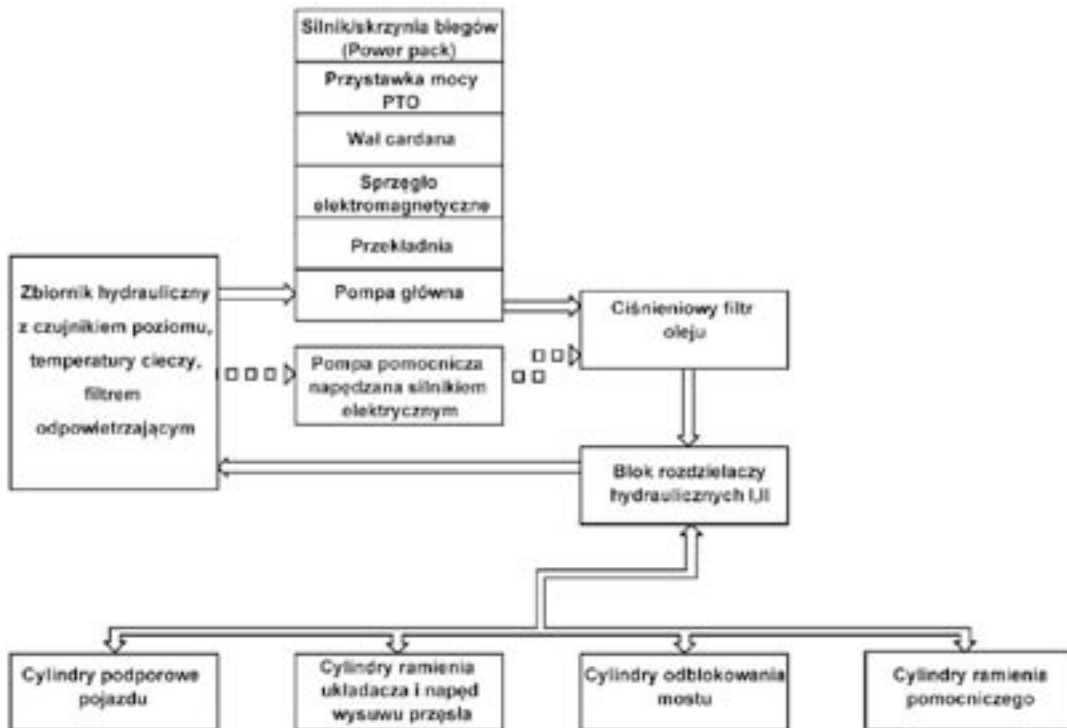 Silnik/skrzynia biegów
(Power pack)
Przystawka mocy
PTO
Wał cardana
Sprzęgło
elektromagnetyczne
Przekładnia
Pompa główna
Zbiornik hydrauliczny
z czujnikiem poziomu,
temperatury cieczy,
filtrem
odpowietrzającym
Pompa pomocnicza
napędzana silnikiem
elektrycznym
Ciśnieniowy filtr
oleju
Blok rozdzielaczy
hydraulicznych I,II
Cylindry podporowe
pojazdu
Cylindry ramienia
układacza i napęd
wysuwu przęsła
Cylindry odblokowania
mostu
Cylindry ramienia
pomocniczego